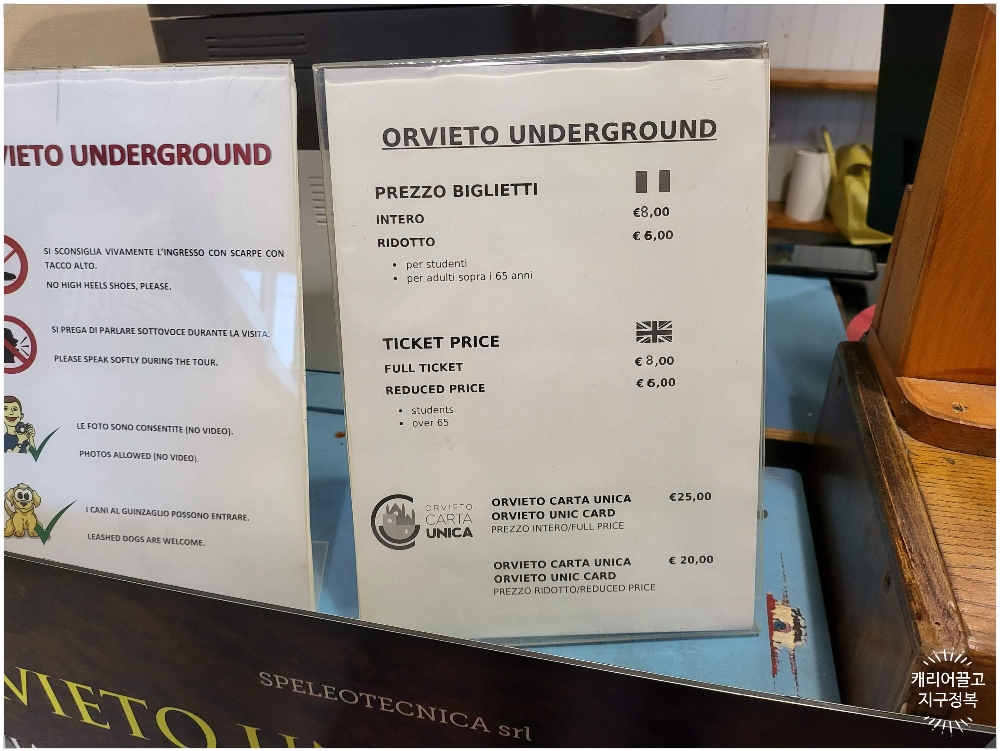 VIETO UNDERGROUND
SI SCONSIGLIA VIVAMENTE L'INGRESSO CON SCARPE CON
TACCO ALTO.
NO HIGH HEELS SHOES, PLEASE.
SI PREGA DI PARLARE SOTTOVOCE DURANTE LA VISITA.
PLEASE SPEAK SOFTLY DURING THE TOUR.
LE FOTO SONO CONSENTITE (NO VIDEO).
PHOTOS ALLOWED (NO VIDEO).
I CANI AL GUINZAGLIO POSSONO ENTRARE.
LEASHED DOGS ARE WELCOME.
ORVIETO UNDERGROUND
PREZZO BIGLIETTI
INTERO €8,00
RIDOTTO € 6,00
• per studenti
• per adulti sopra i 65 anni
TICKET PRICE
FULL TICKET € 8,00
REDUCED PRICE € 6,00
• students
• over 65
ORVIETO
CARTA
UNICA
ORVIETO CARTA UNICA €25,00
ORVIETO UNIC CARD
PREZZO INTERO/FULL PRICE
ORVIETO CARTA UNICA € 20,00
ORVIETO UNIC CARD
PREZZO RIDOTTO/REDUCED PRICE
SPELEOTECNICA srl
VIETO
캐리어끌고
지구정복